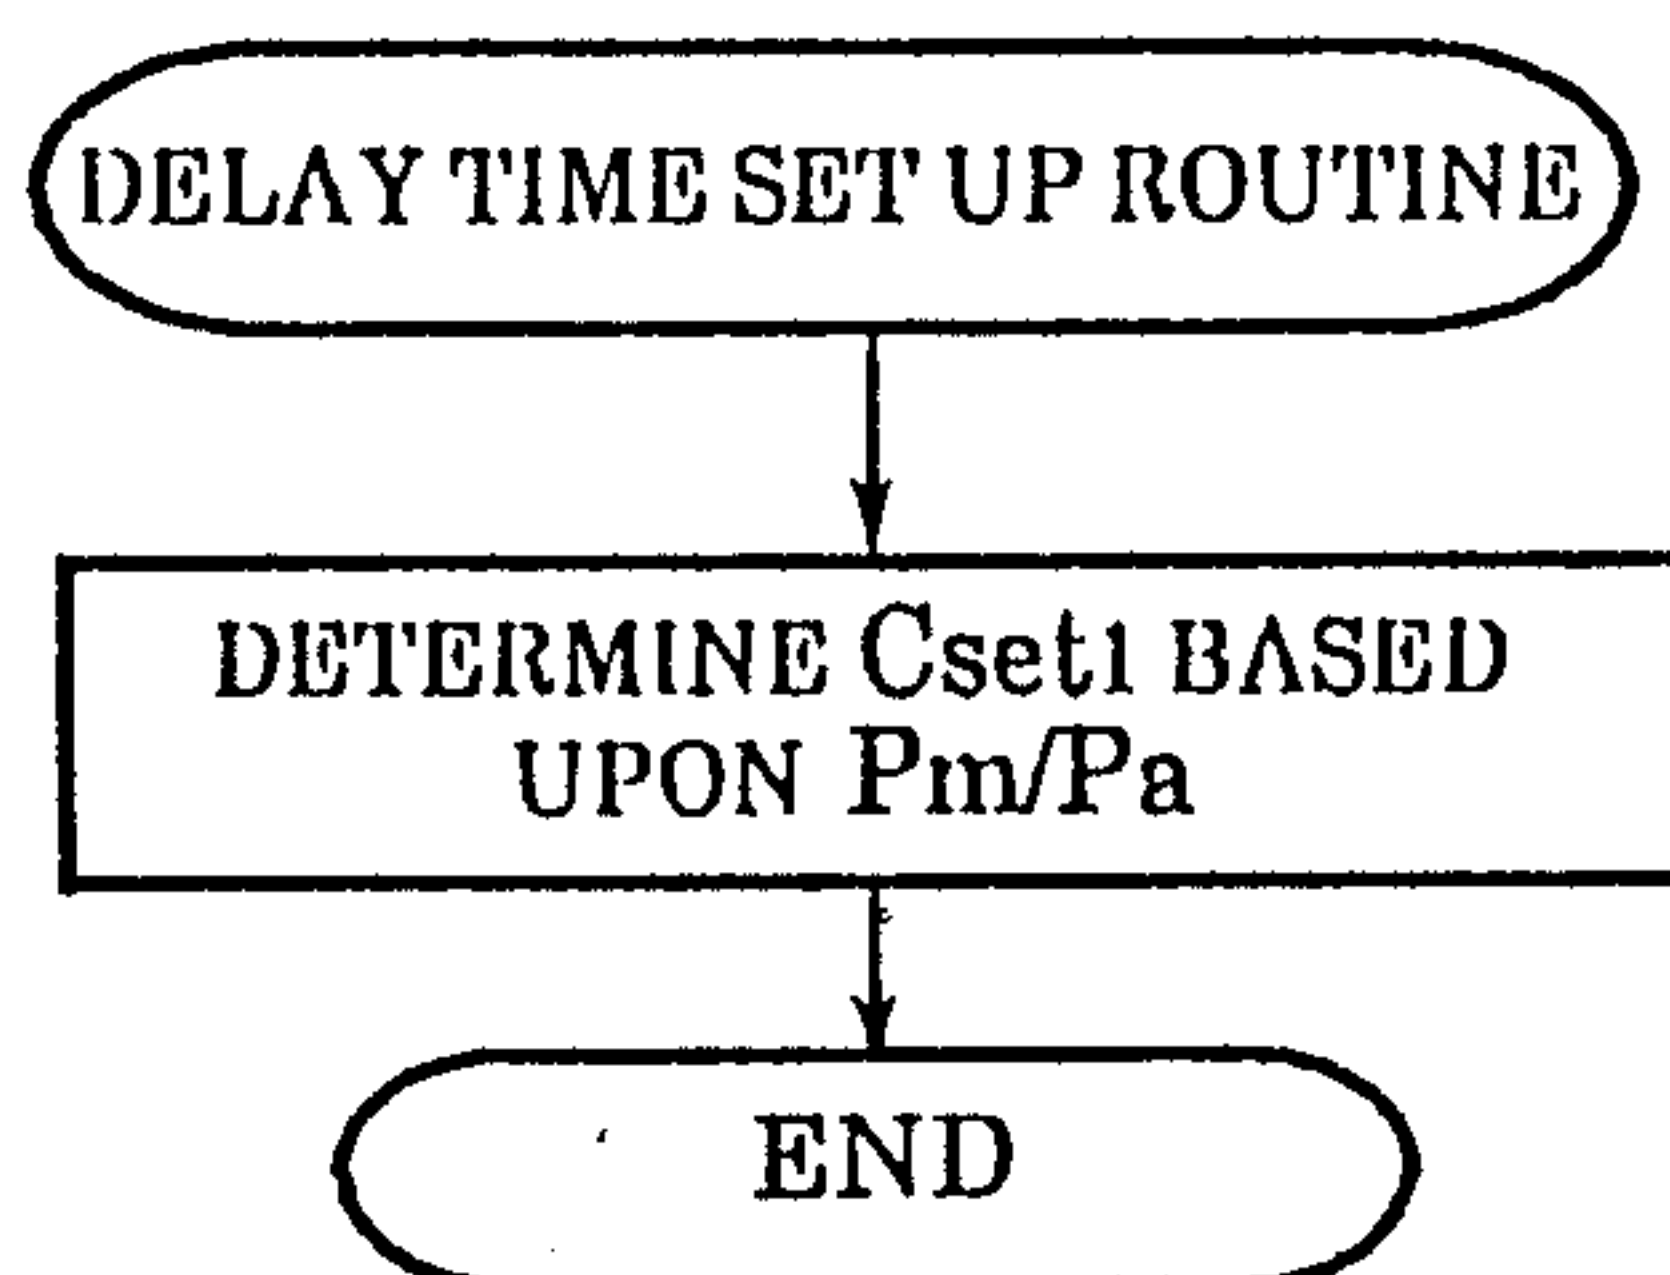 DELAY TIME SET UP ROUTINE
DETERMINE Cset1 BASED
UPON Pm/Pa
END